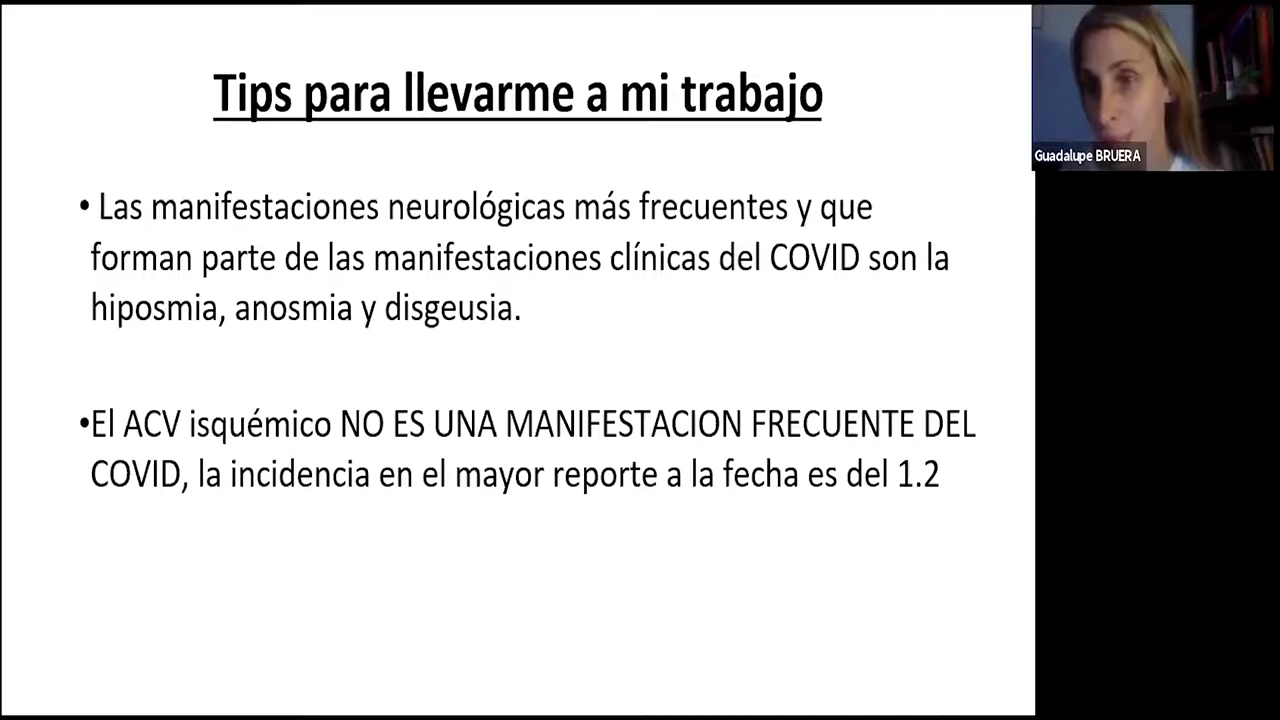 Tips para llevarme a mi trabajo
• Las manifestaciones neurológicas más frecuentes y que
forman parte de las manifestaciones clínicas del COVID son la
hiposmia, anosmia y disgeusia.
•El ACV isquémico NO ES UNA MANIFESTACION FRECUENTE DEL
COVID, la incidencia en el mayor reporte a la fecha es del 1.2
Guadalupe BRUERA